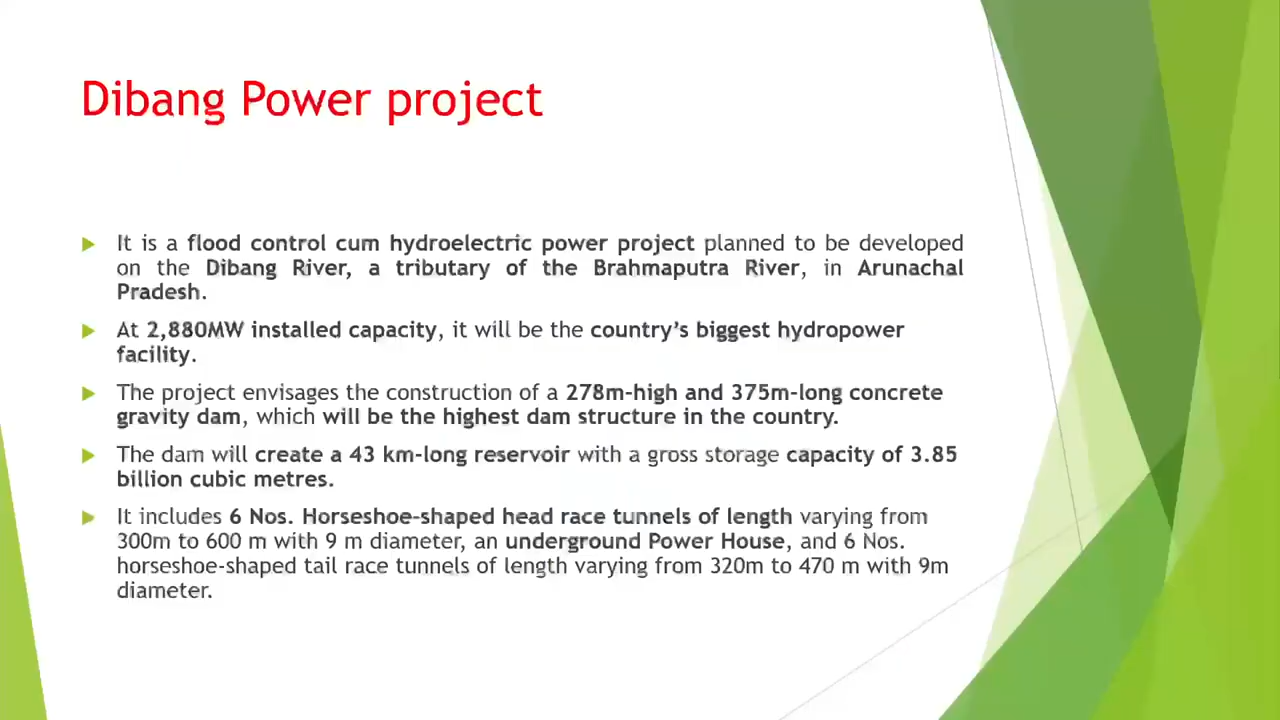 Dibang Power project
It is a flood control cum hydroelectric power project planned to be developed
on the Dibang River, a tributary of the Brahmaputra River, in Arunachal
Pradesh.
At 2,880MW installed capacity, it will be the country’s biggest hydropower
facility.
The project envisages the construction of a 278m-high and 375m-long concrete
gravity dam, which will be the highest dam structure in the country.
The dam will create a 43 km-long reservoir with a gross storage capacity of 3.85
billion cubic metres.
It includes 6 Nos. Horseshoe-shaped head race tunnels of length varying from
300m to 600 m with 9 m diameter, an underground Power House, and 6 Nos.
horseshoe-shaped tail race tunnels of length varying from 320m to 470 m with 9m
diameter.